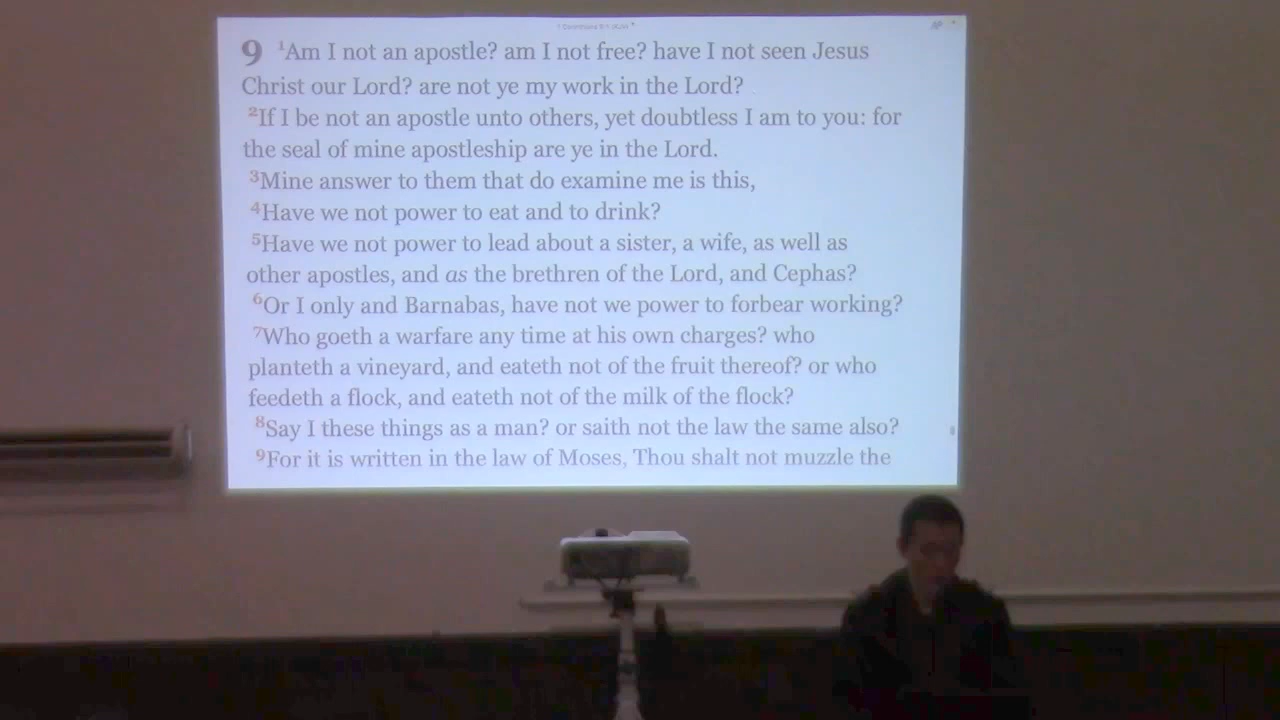 9 1Am I not an apostle? am I not free? have I not seen Jesus
Christ our Lord? are not ye my work in the Lord?
2If I be not an apostle unto others, yet doubtless I am to you: for
the seal of mine apostleship are ye in the Lord.
3Mine answer to them that do examine me is this,
4Have we not power to eat and to drink?
5Have we not power to lead about a sister, a wife, as well as
other apostles, and as the brethren of the Lord, and Cephas?
6Or I only and Barnabas, have not we power to forbear working?
7Who goeth a warfare any time at his own charges? who
planteth a vineyard, and eateth not of the fruit thereof? or who
feedeth a flock, and eateth not of the milk of the flock?
8Say I these things as a man? or saith not the law the same also?
9For it is written in the law of Moses, Thou shalt not muzzle the